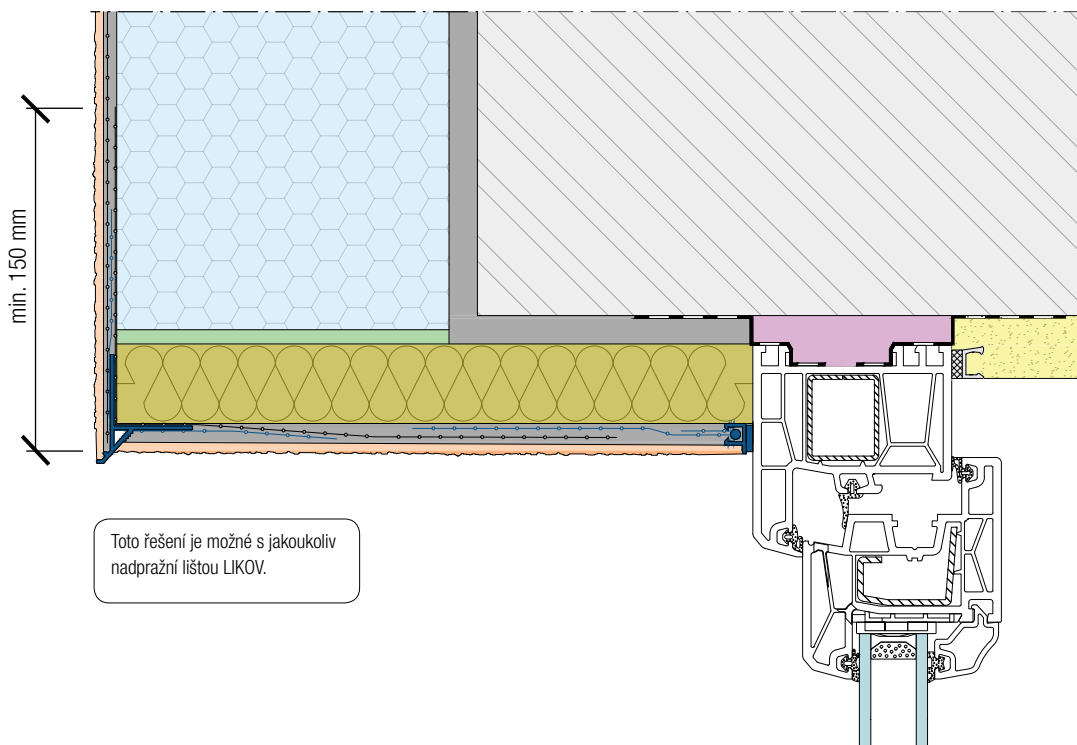 min. 150 mm
Toto řešení je možné s jakoukoliv
nadpražní lištou LIKOV.